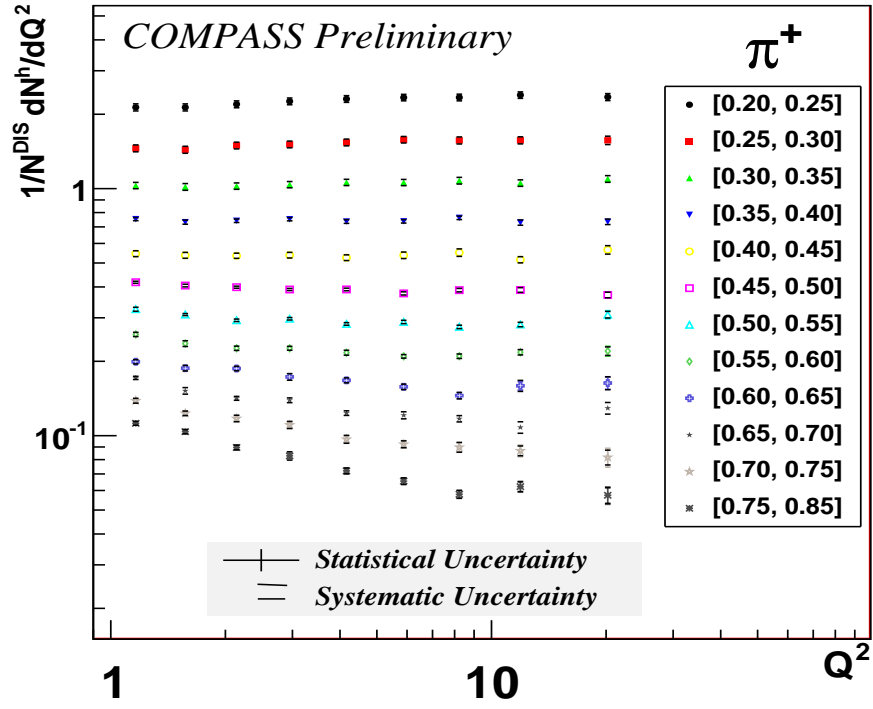 COMPASS Preliminary
π+
1/N^DIS dN^h/dQ^2
1
10^-1
[0.20, 0.25]
[0.25, 0.30]
[0.30, 0.35]
[0.35, 0.40]
[0.40, 0.45]
[0.45, 0.50]
[0.50, 0.55]
[0.55, 0.60]
[0.60, 0.65]
[0.65, 0.70]
[0.70, 0.75]
[0.75, 0.85]
Statistical Uncertainty
Systematic Uncertainty
1
10
Q^2